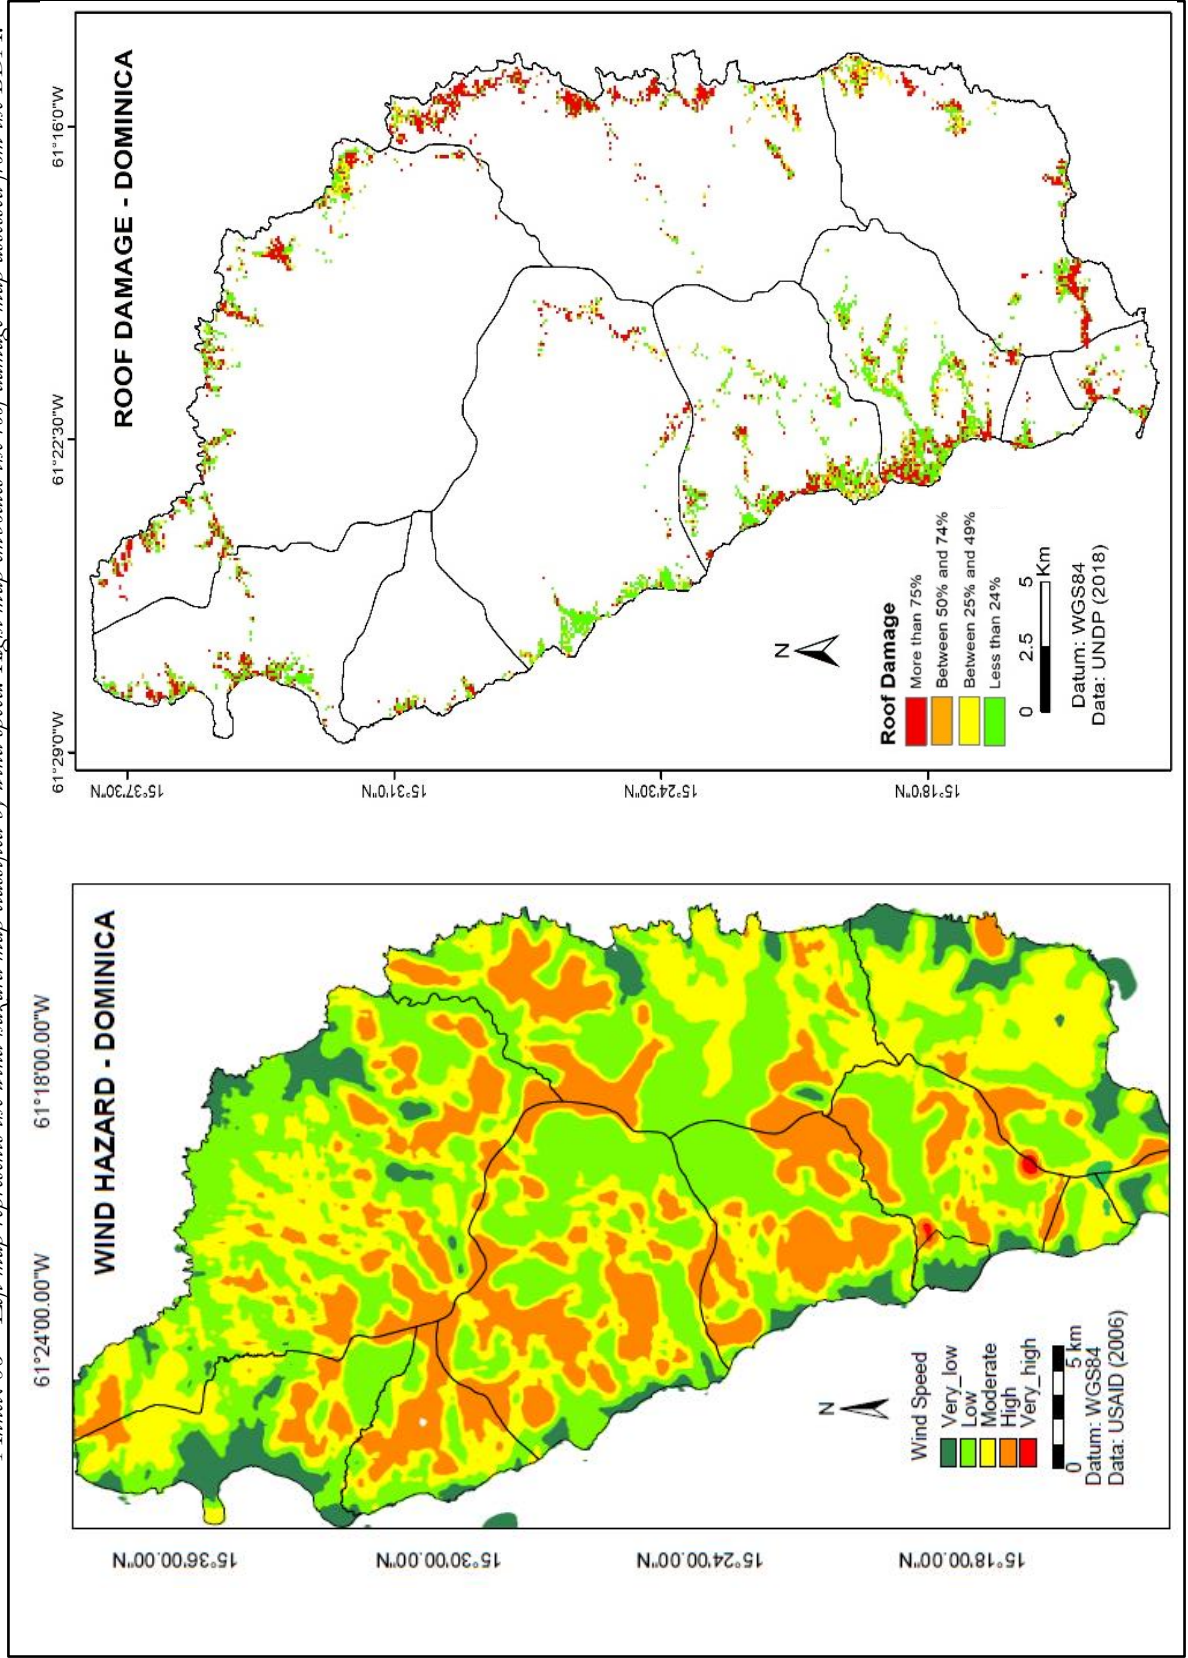 WIND HAZARD - DOMINICA
61°24'00.00"W
61°18'00.00"W
15°36'00.00"N
15°30'00.00"N
15°24'00.00"N
15°18'00.00"N
N
Wind Speed
Very_low
Low
Moderate
High
Very_high
0
5 km
Datum: WGS84
Data: USAID (2006)
ROOF DAMAGE - DOMINICA
61°29'0"W
61°22'30"W
61°16'0"W
15°37'30"N
15°31'0"N
15°24'30"N
15°18'0"N
N
Roof Damage
More than 75%
Between 50% and 74%
Between 25% and 49%
Less than 24%
0 2.5 5
Km
Datum: WGS84
Data: UNDP (2018)